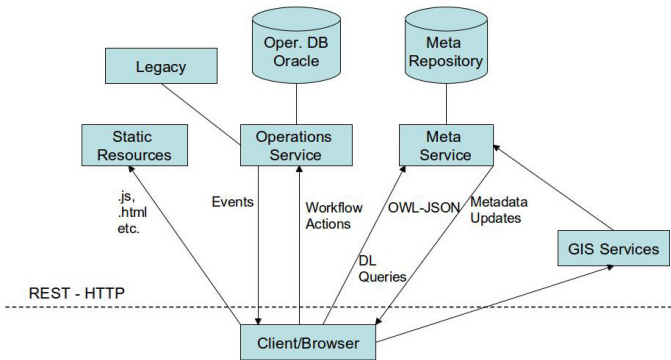 Oper. DB
Oracle
Meta
Repository
Legacy
Static
Resources
Operations
Service
Meta
Service
.js,
.html
etc.
Events
Workflow
Actions
OWL-JSON
Metadata
Updates
DL
Queries
GIS Services
REST - HTTP
Client/Browser